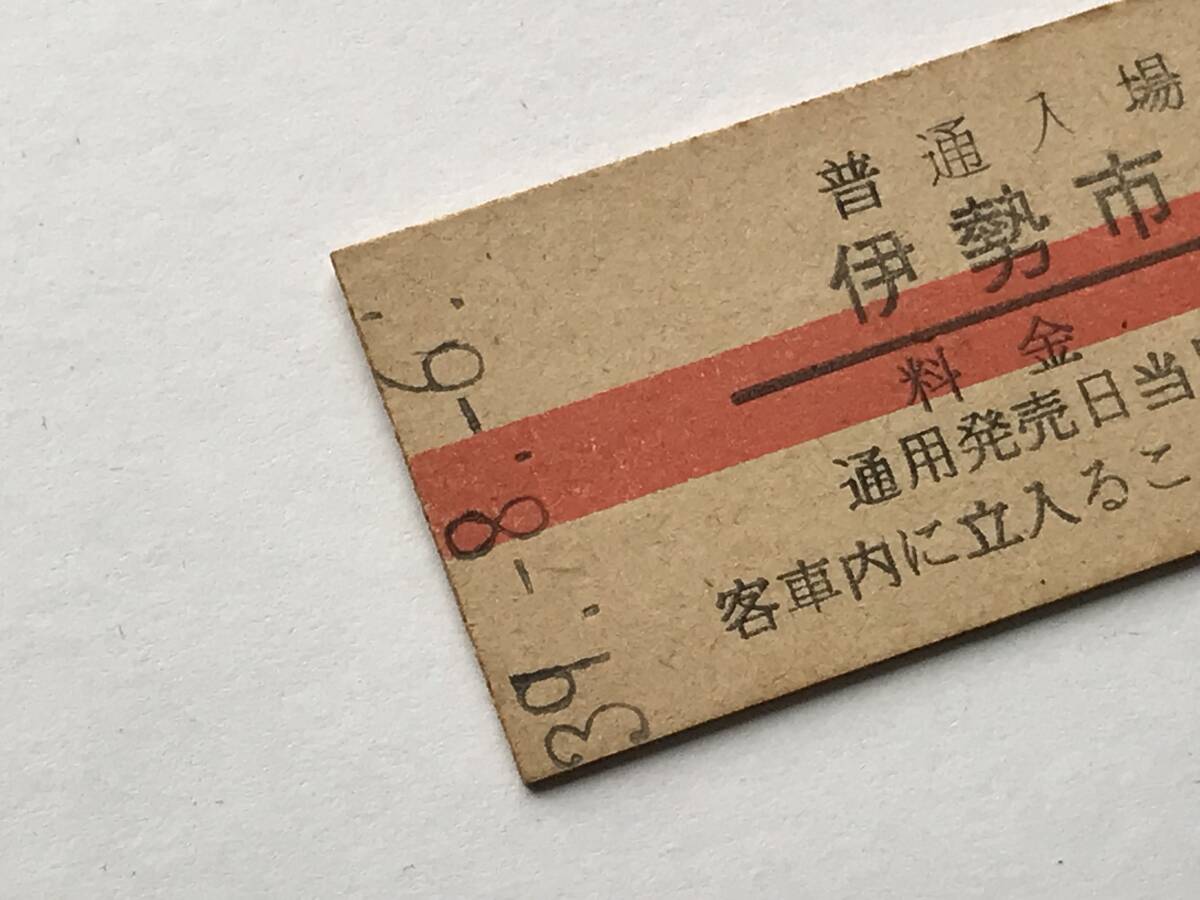 39.-8.-6.
普通入場
伊勢市
料金
通用発売日当
客車内に立入るこ